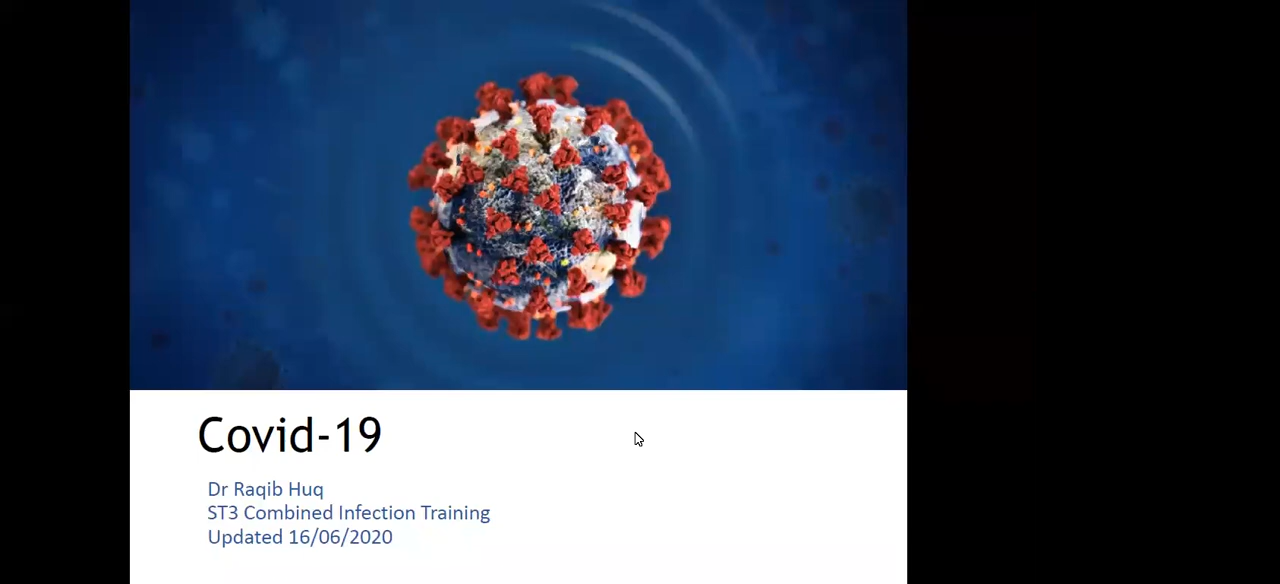 Covid-19
Dr Raqib Huq
ST3 Combined Infection Training
Updated 16/06/2020